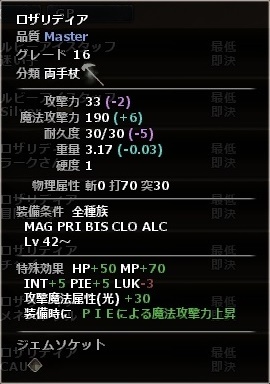 ロザリディア
品質 Master
グレード 16
分類 両手杖
攻撃力 33 (-2)
魔法攻撃力 190 (+6)
耐久度 30/30 (-5)
重量 3.17 (-0.03)
硬度 1
物理属性 斬0 打70 突30
装備条件 全種族
MAG PRI BIS CLO ALC
Lv 42～
特殊効果 HP+50 MP+70
INT+5 PIE+5 LUK-3
攻撃魔法属性(光) +30
装備時に ＰＩＥによる魔法攻撃力上昇
ジェムソケット